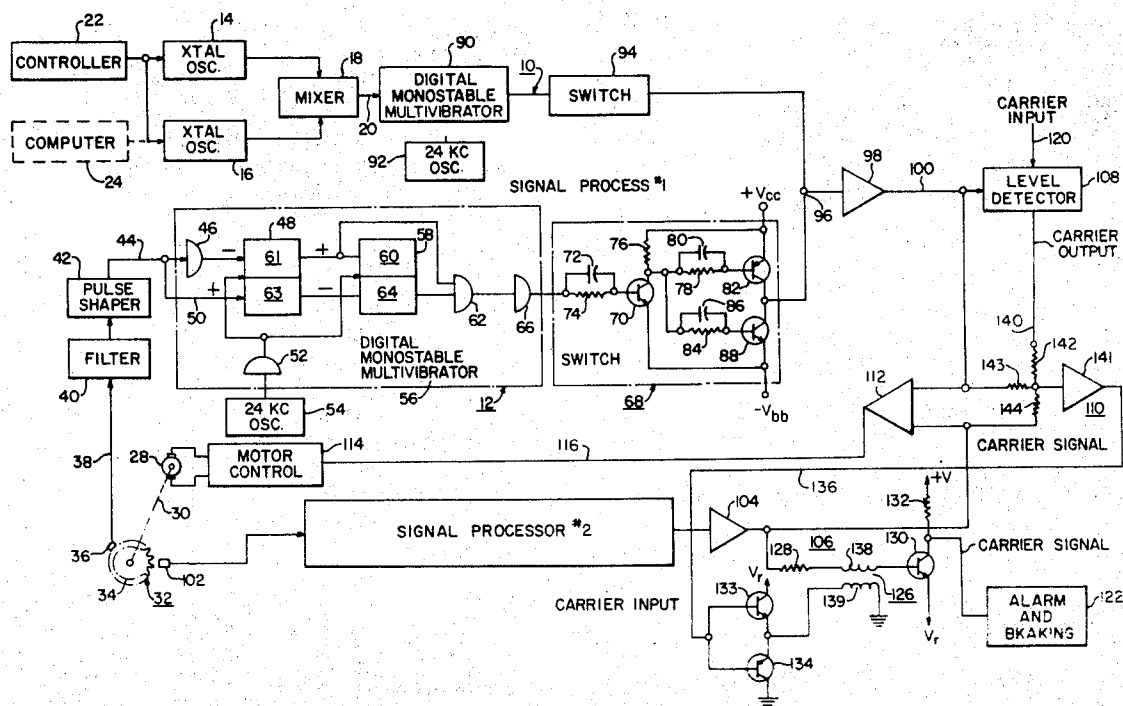 22
CONTROLLER
14
XTAL
OSC.
18
MIXER
20
90
DIGITAL
MONOSTABLE
MULTIVIBRATOR
10
94
SWITCH
COMPUTER
24
XTAL
OSC.
16
92
24 KC
OSC.
CARRIER
INPUT
120
98
100
96
LEVEL
DETECTOR
108
CARRIER
OUTPUT
SIGNAL PROCESS #1
+Vcc
42
44
PULSE
SHAPER
46
–
48
61
63
+
50
+
–
58
60
64
62
66
52
DIGITAL
MONOSTABLE
MULTIVIBRATOR
56
12
24 KC
OSC.
54
72
74
76
70
80
78
82
86
84
88
SWITCH
68
-Vbb
FILTER
40
38
140
142
143
141
144
110
112
CARRIER SIGNAL
28
MOTOR
CONTROL
114
116
136
30
36
34
32
102
SIGNAL PROCESSOR #2
104
+V
132
106
130
128
138
126
139
CARRIER SIGNAL
CARRIER INPUT
133
Vr
134
Vr
ALARM
AND
BKAKING
122